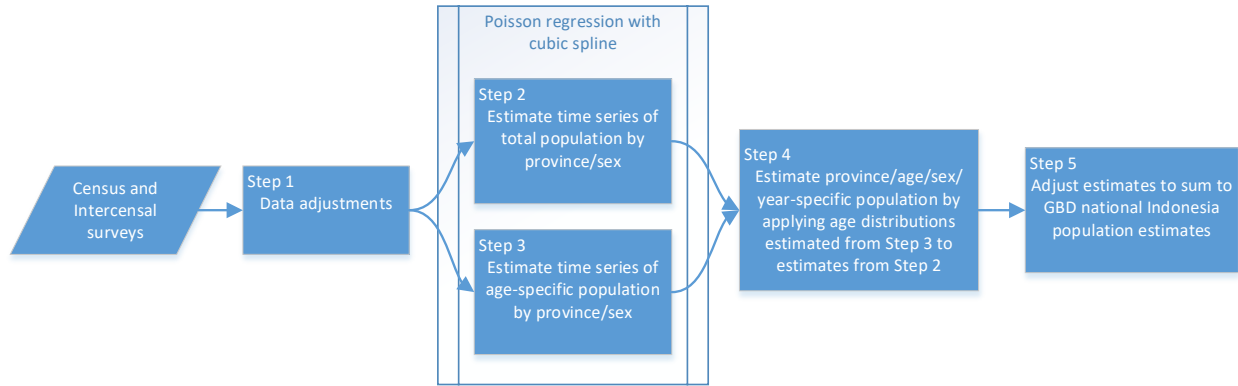 Census and
Intercensal
surveys
Step 1
Data adjustments
Poisson regression with
cubic spline
Step 2
Estimate time series of
total population by
province/sex
Step 3
Estimate time series of
age-specific population
by province/sex
Step 4
Estimate province/age/sex/
year-specific population by
applying age distributions
estimated from Step 3 to
estimates from Step 2
Step 5
Adjust estimates to sum to
GBD national Indonesia
population estimates